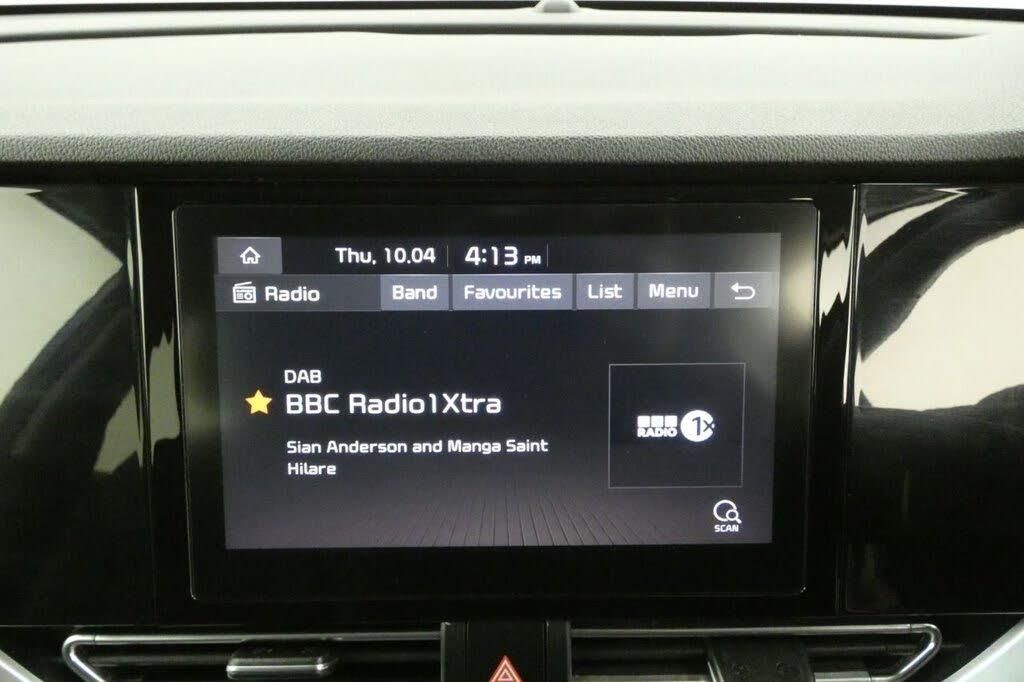 Thu, 10.04 4:13 PM
Radio Band Favourites List Menu
DAB
BBC Radio1Xtra
Sian Anderson and Manga Saint
Hilare
BBC
RADIO 1X
SCAN